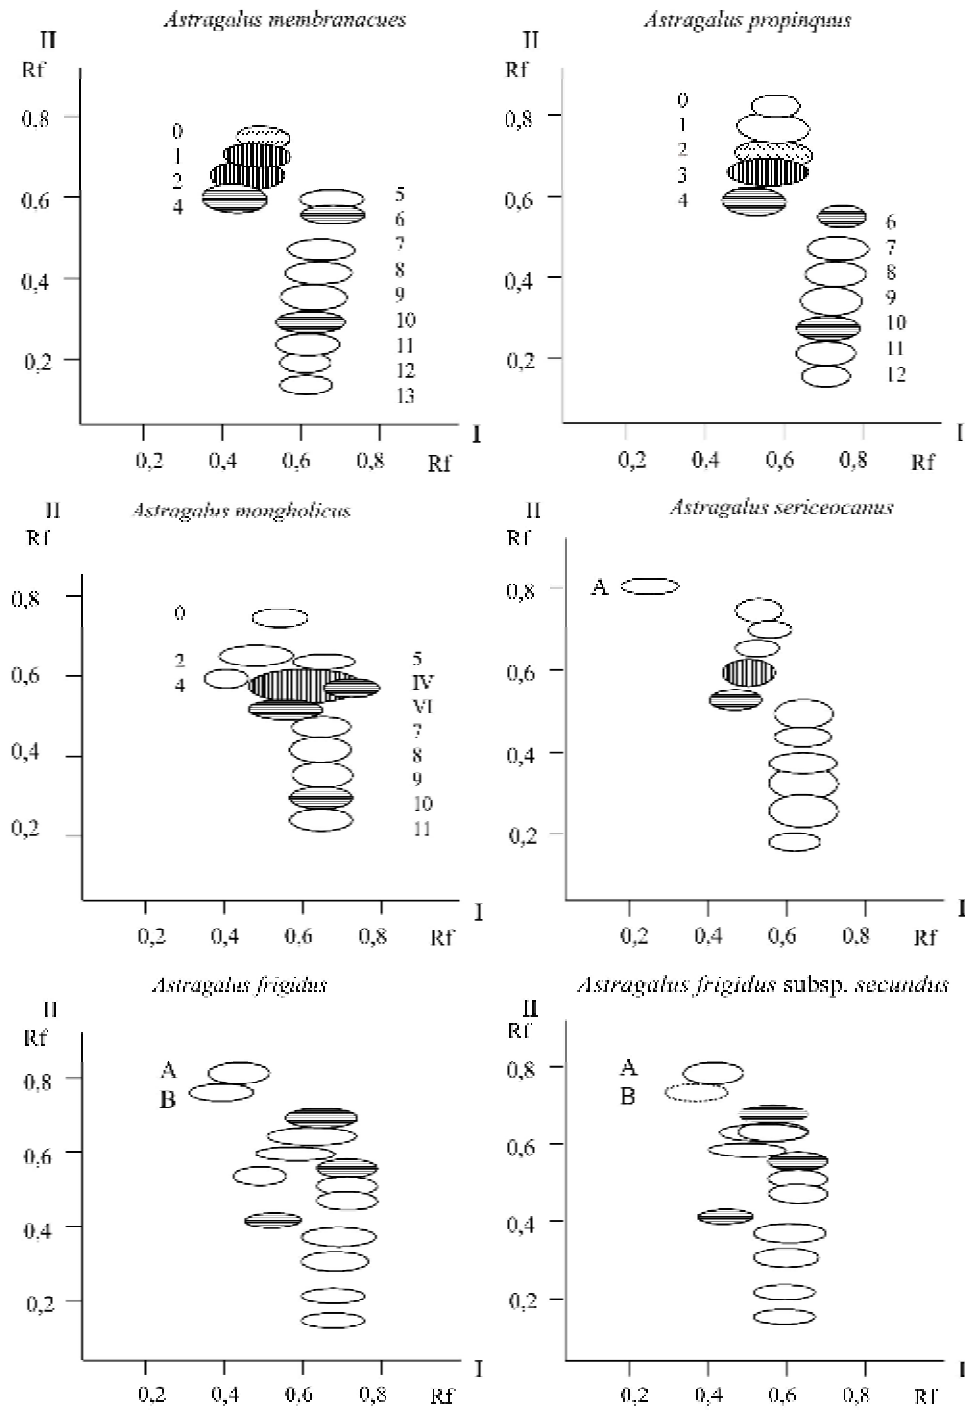 Astragalus membranacues
II
Rf
0,8
0,6
0,4
0,2
0
1
2
4
5
6
7
8
9
10
11
12
13
0,2 0,4 0,6 0,8 Rf
I
Astragalus propinquus
II
Rf
0,8
0,6
0,4
0,2
0
1
2
3
4
6
7
8
9
10
11
12
0,2 0,4 0,6 0,8 Rf
I
Astragalus mongholicus
II
Rf
0,8
0,6
0,4
0,2
0
2
4
5
IV
VI
7
8
9
10
11
0,2 0,4 0,6 0,8 Rf
I
Astragalus sericeocanus
II
Rf
0,8
0,6
0,4
0,2
A
0,2 0,4 0,6 0,8 Rf
I
Astragalus frigidus
II
Rf
0,8
0,6
0,4
0,2
A
B
0,2 0,4 0,6 0,8 Rf
I
Astragalus frigidus subsp. secundus
II
Rf
0,8
0,6
0,4
0,2
A
B
0,2 0,4 0,6 0,8 Rf
I